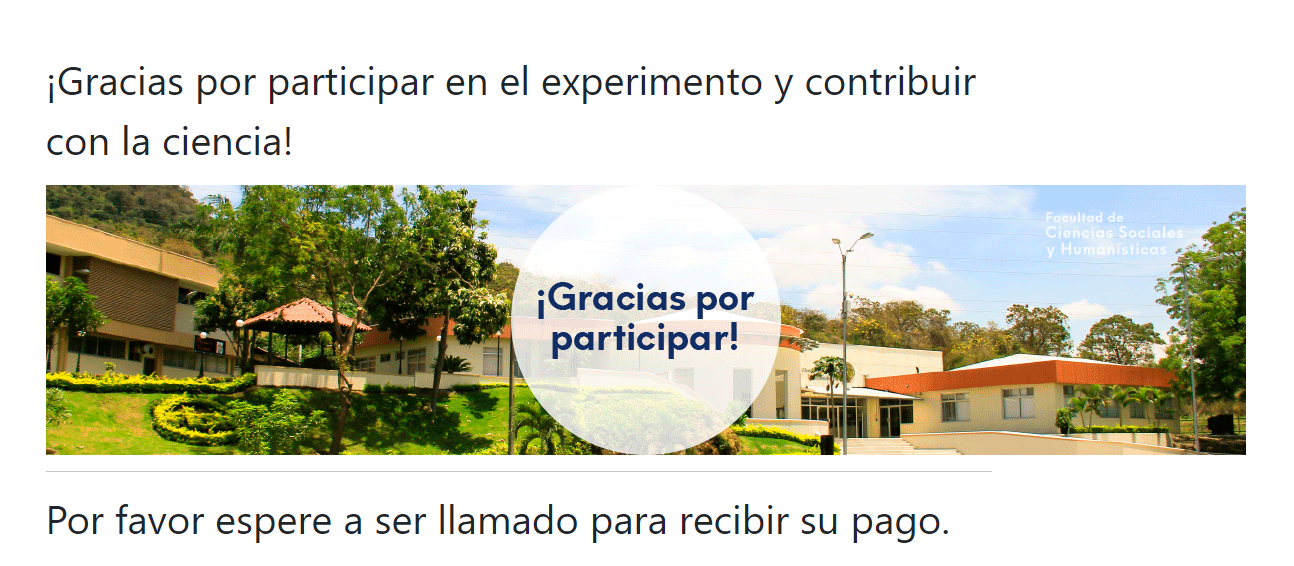 ¡Gracias por participar en el experimento y contribuir
con la ciencia!
Facultad de
Ciencias Sociales
y Humanísticas
¡Gracias por
participar!
Por favor espere a ser llamado para recibir su pago.